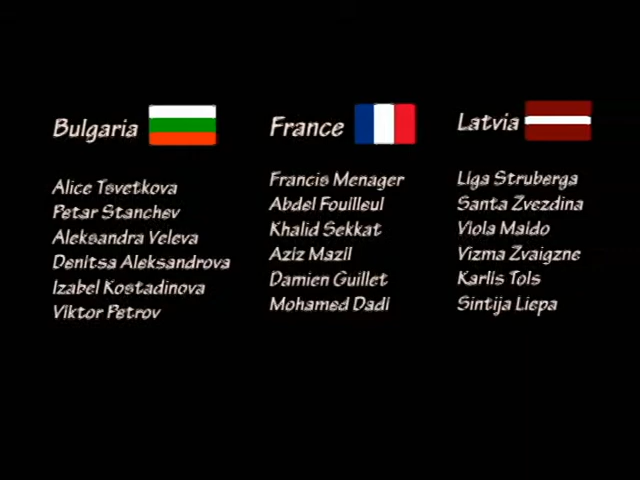 Bulgaria
Alice Tsvetkova
Petar Stanchev
Aleksandra Veleva
Denitsa Aleksandrova
Izabel Kostadinova
Viktor Petrov
France
Francis Menager
Abdel Fouilleul
Khalid Sekkat
Aziz Mazil
Damien Guillet
Mohamed Dadi
Latvia
Liga Struberga
Santa Zvezdina
Viola Maldo
Vizma Zvaigzne
Karlis Tols
Sintija Liepa